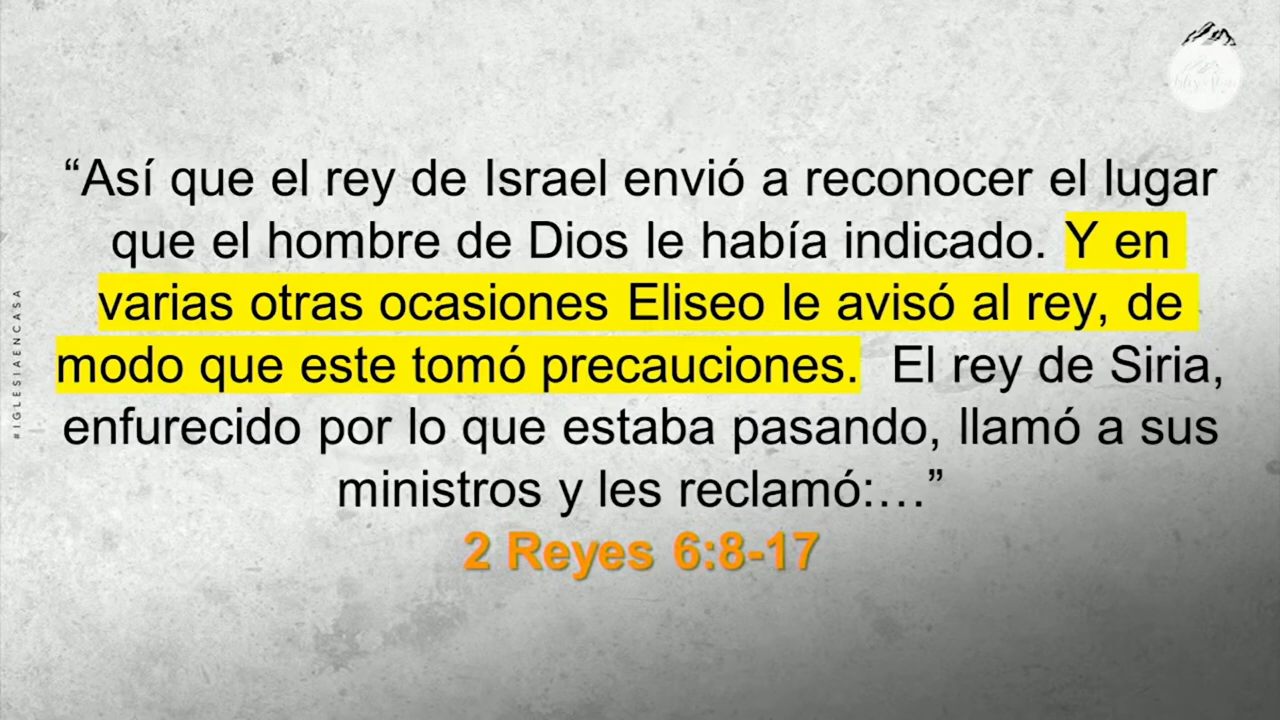 “Así que el rey de Israel envió a reconocer el lugar
que el hombre de Dios le había indicado. Y en
varias otras ocasiones Eliseo le avisó al rey, de
modo que este tomó precauciones. El rey de Siria,
enfurecido por lo que estaba pasando, llamó a sus
ministros y les reclamó:…”
2 Reyes 6:8-17
#IGLESIAENCASA